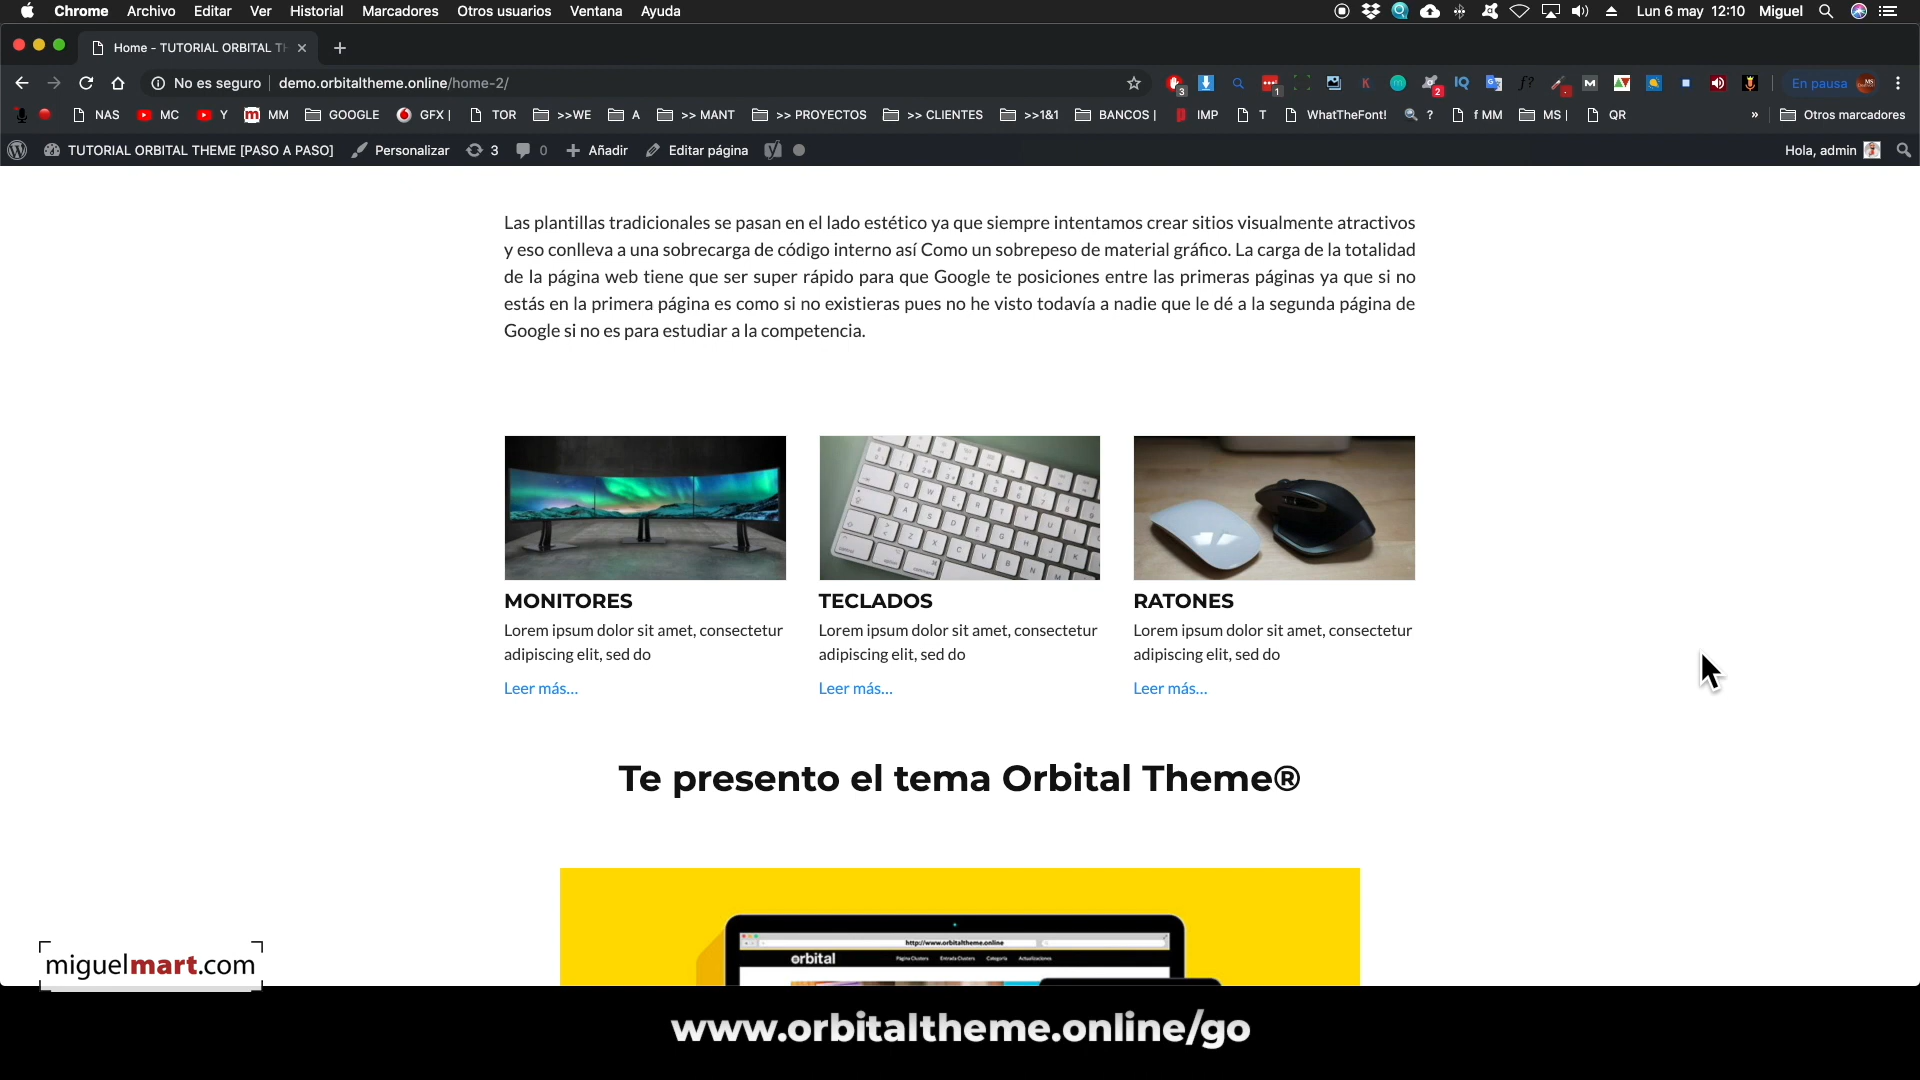 Chrome Archivo Editar Ver Historial Marcadores Otros usuarios Ventana Ayuda Lun 6 may 12:10 Miguel
Home - TUTORIAL ORBITAL TH
No es seguro demo.orbitaltheme.online/home-2/ En pausa
NAS MC Y MM GOOGLE GFX | TOR >>WE A >> MANT >> PROYECTOS >> CLIENTES >>1&1 BANCOS | IMP T WhatTheFont! ? f MM MS | QR » Otros marcadores
TUTORIAL ORBITAL THEME [PASO A PASO] Personalizar 3 0 Añadir Editar página Hola, admin
Las plantillas tradicionales se pasan en el lado estético ya que siempre intentamos crear sitios visualmente atractivos
y eso conlleva a una sobrecarga de código interno así Como un sobrepeso de material gráfico. La carga de la totalidad
de la página web tiene que ser super rápido para que Google te posiciones entre las primeras páginas ya que si no
estás en la primera página es como si no existieras pues no he visto todavía a nadie que le dé a la segunda página de
Google si no es para estudiar a la competencia.
MONITORES
Lorem ipsum dolor sit amet, consectetur
adipiscing elit, sed do
Leer más...
TECLADOS
Lorem ipsum dolor sit amet, consectetur
adipiscing elit, sed do
Leer más...
RATONES
Lorem ipsum dolor sit amet, consectetur
adipiscing elit, sed do
Leer más...
Te presento el tema Orbital Theme®
http://www.orbitaltheme.online
orbital Página Clusters Entrada Clusters Categoría Actualizaciones
miguelmart.com
www.orbitaltheme.online/go